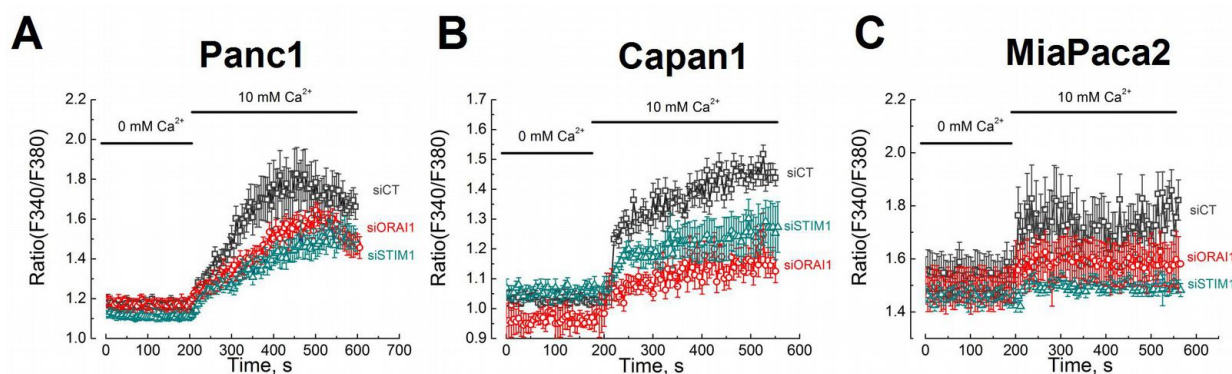 A
Panc1
10 mM Ca²⁺
0 mM Ca²⁺
siCT
siORAI1
siSTIM1
Ratio(F340/F380)
2.2
2.0
1.8
1.6
1.4
1.2
1.0
0 100 200 300 400 500 600 700
Time, s
B
Capan1
10 mM Ca²⁺
0 mM Ca²⁺
siCT
siSTIM1
siORAI1
Ratio(F340/F380)
1.7
1.6
1.5
1.4
1.3
1.2
1.1
1.0
0.9
0 100 200 300 400 500 600
Time, s
C
MiaPaca2
10 mM Ca²⁺
0 mM Ca²⁺
siCT
siORAI1
siSTIM1
Ratio(F340/F380)
2.2
2.0
1.8
1.6
1.4
0 100 200 300 400 500 600
Time, s